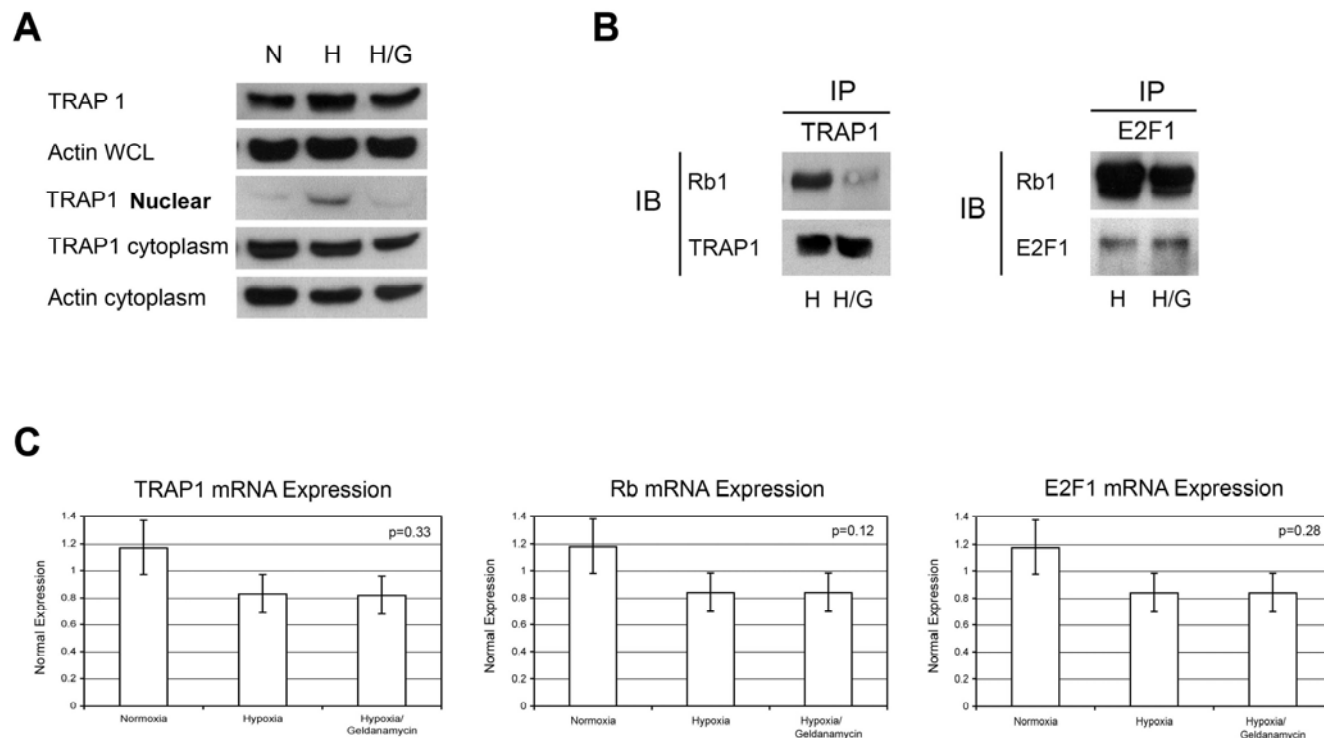 A
N H H/G
TRAP 1
Actin WCL
TRAP1 Nuclear
TRAP1 cytoplasm
Actin cytoplasm
B
IP
TRAP1
IB
Rb1
TRAP1
H H/G
IP
E2F1
IB
Rb1
E2F1
H H/G
C
TRAP1 mRNA Expression
Normal Expression
1.4
1.2
1
0.8
0.6
0.4
0.2
0
p=0.33
Normoxia
Hypoxia
Hypoxia/
Geldanamycin
Rb mRNA Expression
Normal Expression
1.4
1.2
1
0.8
0.6
0.4
0.2
0
p=0.12
Normoxia
Hypoxia
Hypoxia/
Geldanamycin
E2F1 mRNA Expression
Normal Expression
1.4
1.2
1
0.8
0.6
0.4
0.2
0
p=0.28
Normoxia
Hypoxia
Hypoxia/
Geldanamycin